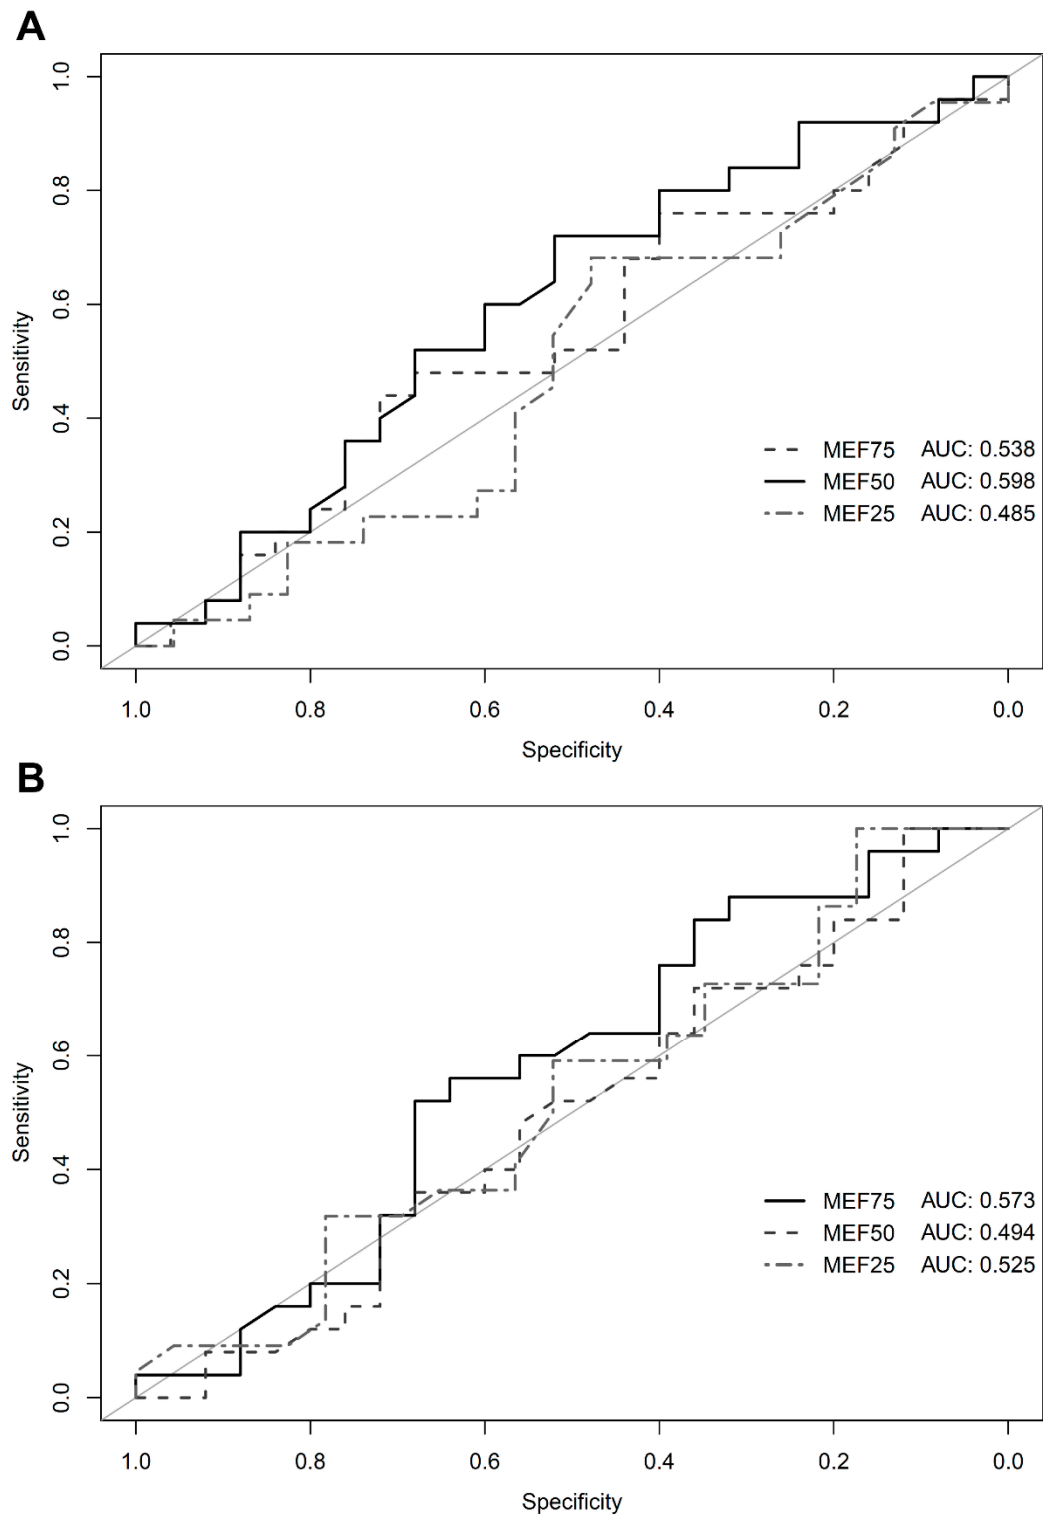 A
1.0
0.8
0.6
0.4
0.2
0.0
Sensitivity
MEF75 AUC: 0.538
MEF50 AUC: 0.598
MEF25 AUC: 0.485
1.0 0.8 0.6 0.4 0.2 0.0
Specificity
B
1.0
0.8
0.6
0.4
0.2
0.0
Sensitivity
MEF75 AUC: 0.573
MEF50 AUC: 0.494
MEF25 AUC: 0.525
1.0 0.8 0.6 0.4 0.2 0.0
Specificity